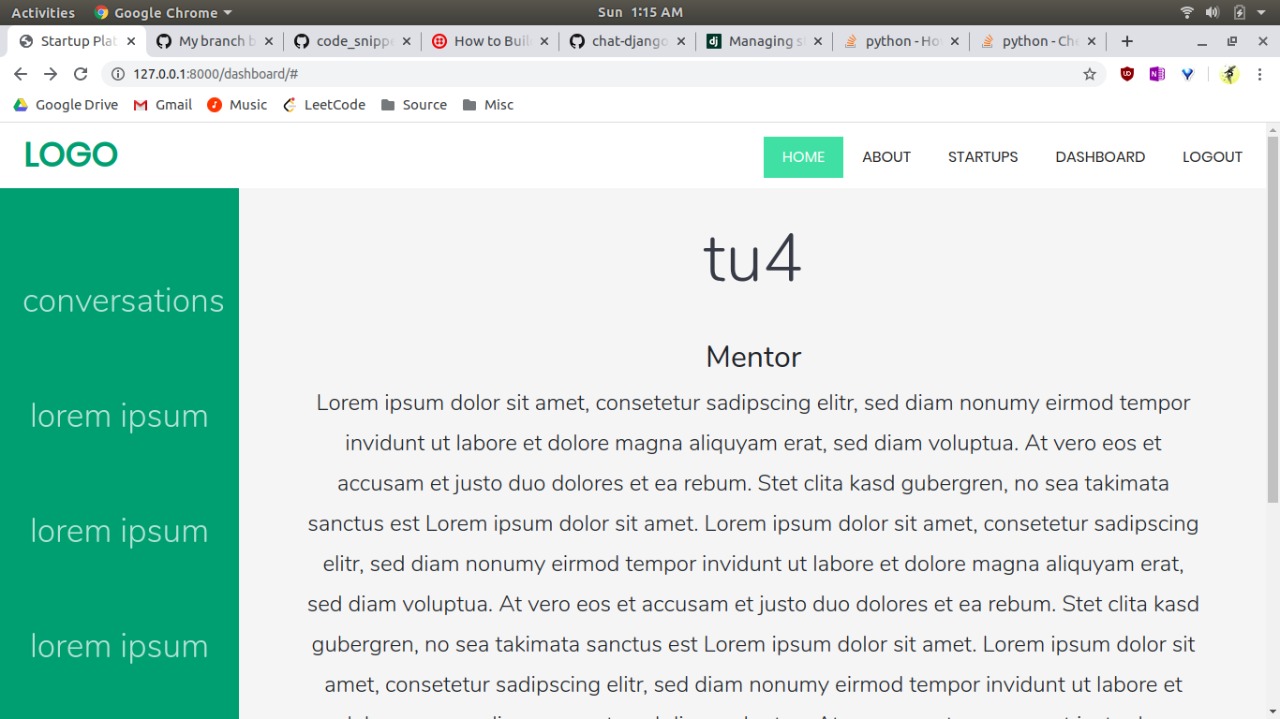 Activities Google Chrome Sun 1:15 AM
Startup Plat My branch b code_snippe How to Buil chat-django Managing s python - Ho python - Che
127.0.0.1:8000/dashboard/#
Google Drive Gmail Music LeetCode Source Misc
LOGO HOME ABOUT STARTUPS DASHBOARD LOGOUT
conversations
lorem ipsum
lorem ipsum
lorem ipsum
tu4
Mentor
Lorem ipsum dolor sit amet, consetetur sadipscing elitr, sed diam nonumy eirmod tempor
invidunt ut labore et dolore magna aliquyam erat, sed diam voluptua. At vero eos et
accusam et justo duo dolores et ea rebum. Stet clita kasd gubergren, no sea takimata
sanctus est Lorem ipsum dolor sit amet. Lorem ipsum dolor sit amet, consetetur sadipscing
elitr, sed diam nonumy eirmod tempor invidunt ut labore et dolore magna aliquyam erat,
sed diam voluptua. At vero eos et accusam et justo duo dolores et ea rebum. Stet clita kasd
gubergren, no sea takimata sanctus est Lorem ipsum dolor sit amet. Lorem ipsum dolor sit
amet, consetetur sadipscing elitr, sed diam nonumy eirmod tempor invidunt ut labore et